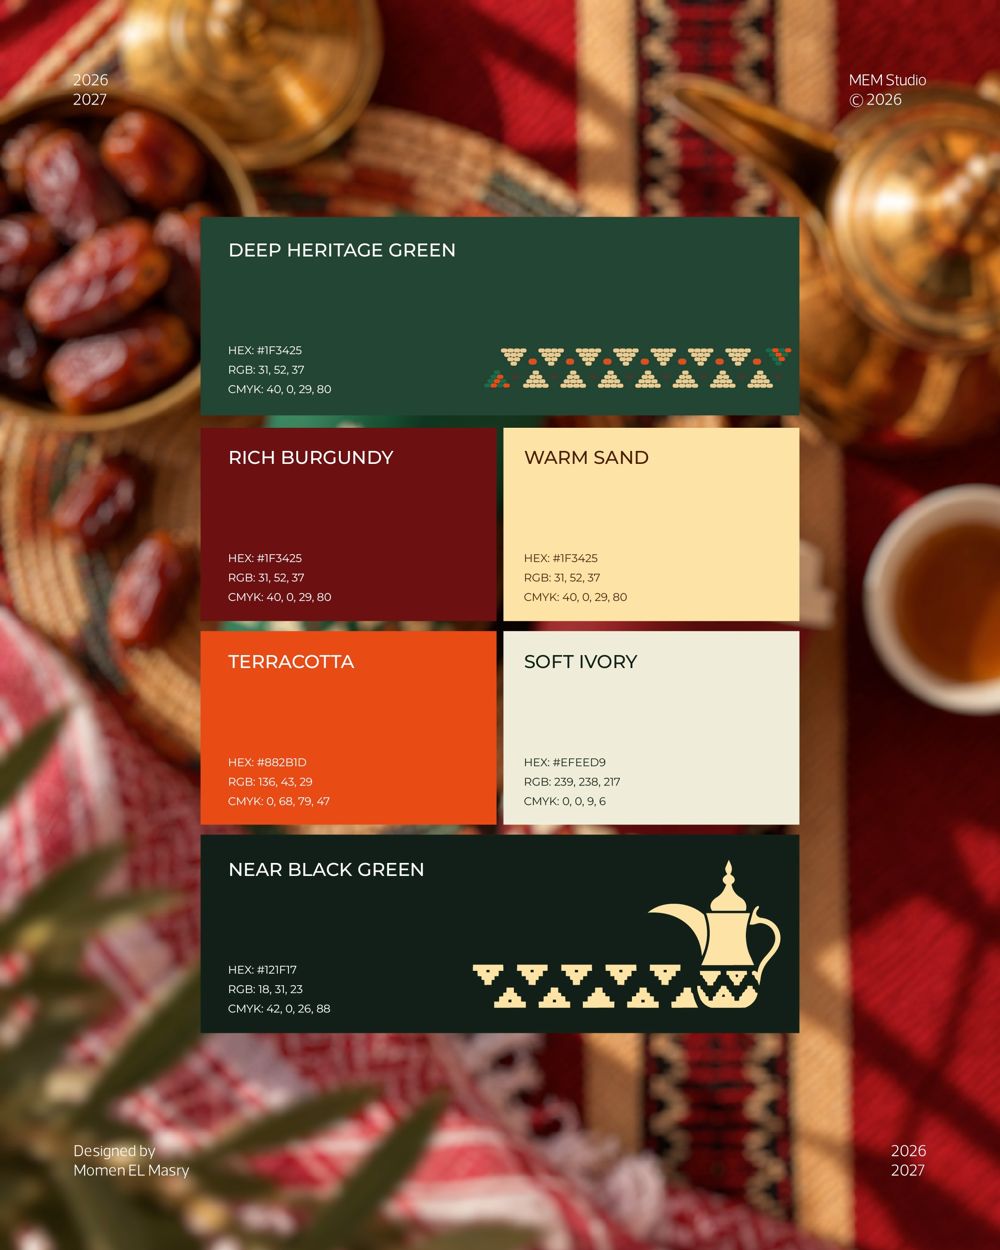 2026
2027
MEM Studio
© 2026
DEEP HERITAGE GREEN
HEX: #1F3425
RGB: 31, 52, 37
CMYK: 40, 0, 29, 80
RICH BURGUNDY
HEX: #1F3425
RGB: 31, 52, 37
CMYK: 40, 0, 29, 80
WARM SAND
HEX: #1F3425
RGB: 31, 52, 37
CMYK: 40, 0, 29, 80
TERRACOTTA
HEX: #882B1D
RGB: 136, 43, 29
CMYK: 0, 68, 79, 47
SOFT IVORY
HEX: #EFEED9
RGB: 239, 238, 217
CMYK: 0, 0, 9, 6
NEAR BLACK GREEN
HEX: #121F17
RGB: 18, 31, 23
CMYK: 42, 0, 26, 88
Designed by
Momen EL Masry
2026
2027